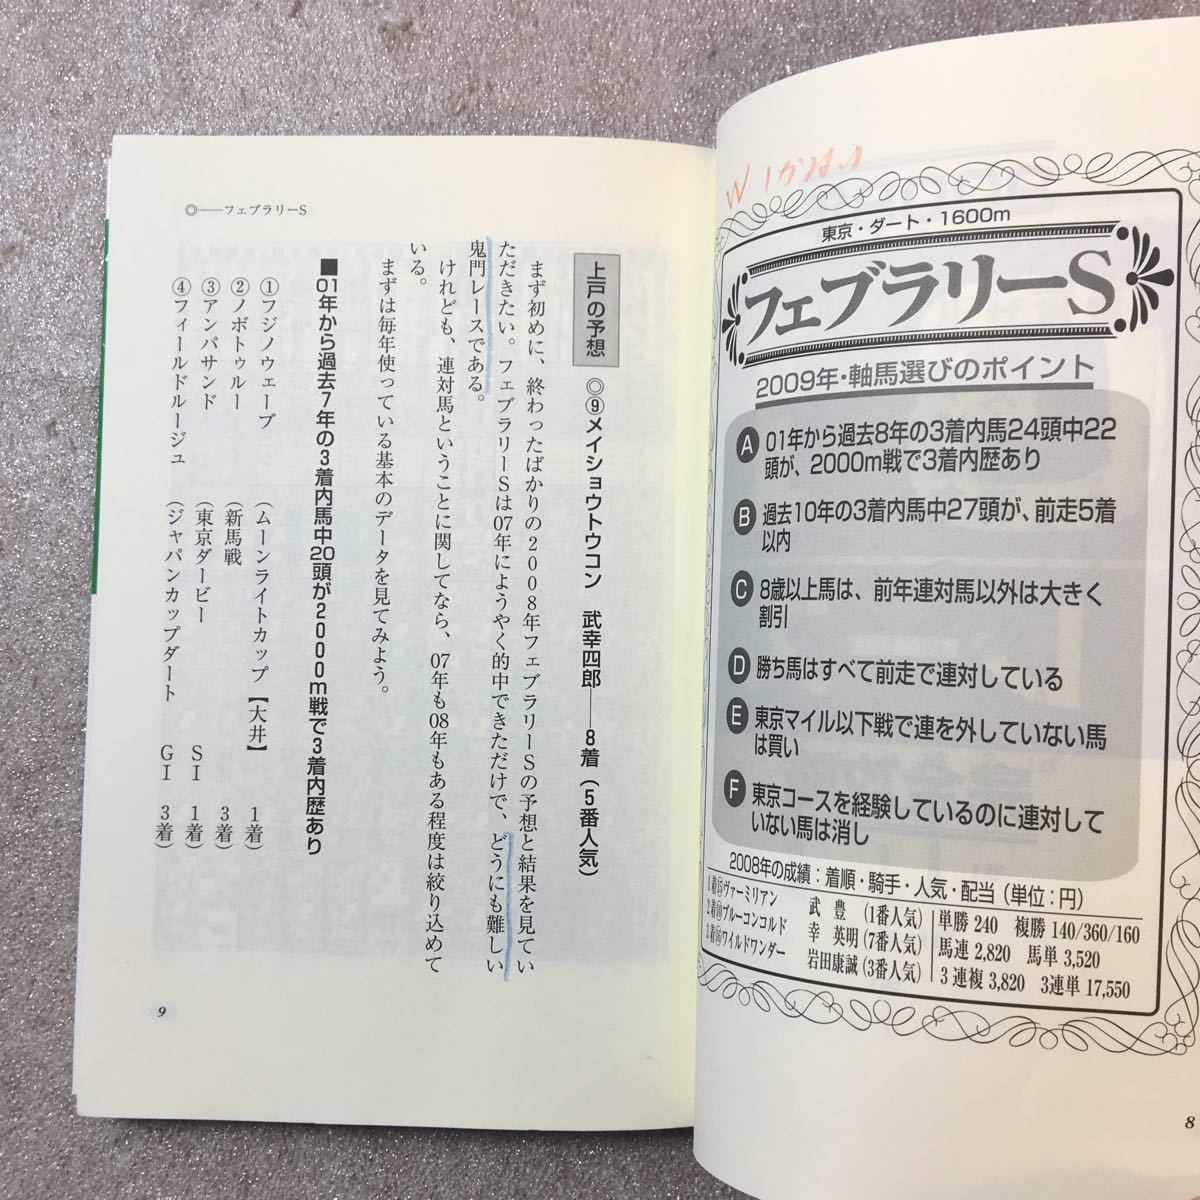 東京・ダート・1600m
フェブラリーS
2009年・軸馬選びのポイント
A 01年から過去8年の3着内馬24頭中22
頭が、2000m戦で3着内歴あり
B 過去10年の3着内馬中27頭が、前走5着
以内
C 8歳以上馬は、前年連対馬以外は大きく
割引
D 勝ち馬はすべて前走で連対している
E 東京マイル以下戦で連を外していない馬
は買い
F 東京コースを経験しているのに連対して
いない馬は消し
2008年の成績:着順・騎手・人気・配当(単位:円)
1着⑮ヴァーミリアン 武 豊(1番人気)
2着⑩ブルーコンコルド 幸 英明(7番人気)
3着⑯ワイルドワンダー 岩田康誠(3番人気)
単勝 240 複勝 140/360/160
馬連 2,820 馬単 3,520
3連複 3,820 3連単 17,550
8
◎――フェブラリーS
上戸の予想 ◎⑨メイショウトウコン 武幸四郎――8着(5番人気)
まず初めに、終わったばかりの2008年フェブラリーSの予想と結果を見てい
ただきたい。フェブラリーSは07年にようやく的中できただけで、どうにも難しい
鬼門レースである。
けれども、連対馬ということに関してなら、07年も08年もある程度は絞り込めて
いる。
まずは毎年使っている基本のデータを見てみよう。
■01年から過去7年の3着内馬中20頭が2000m戦で3着内歴あり
①フジノウェーブ (ムーンライトカップ【大井】 1着)
②ノボトゥルー (新馬戦 3着)
③アンパサンド (東京ダービー SI 1着)
④フィールドルージュ (ジャパンカップダート GI 3着)
9